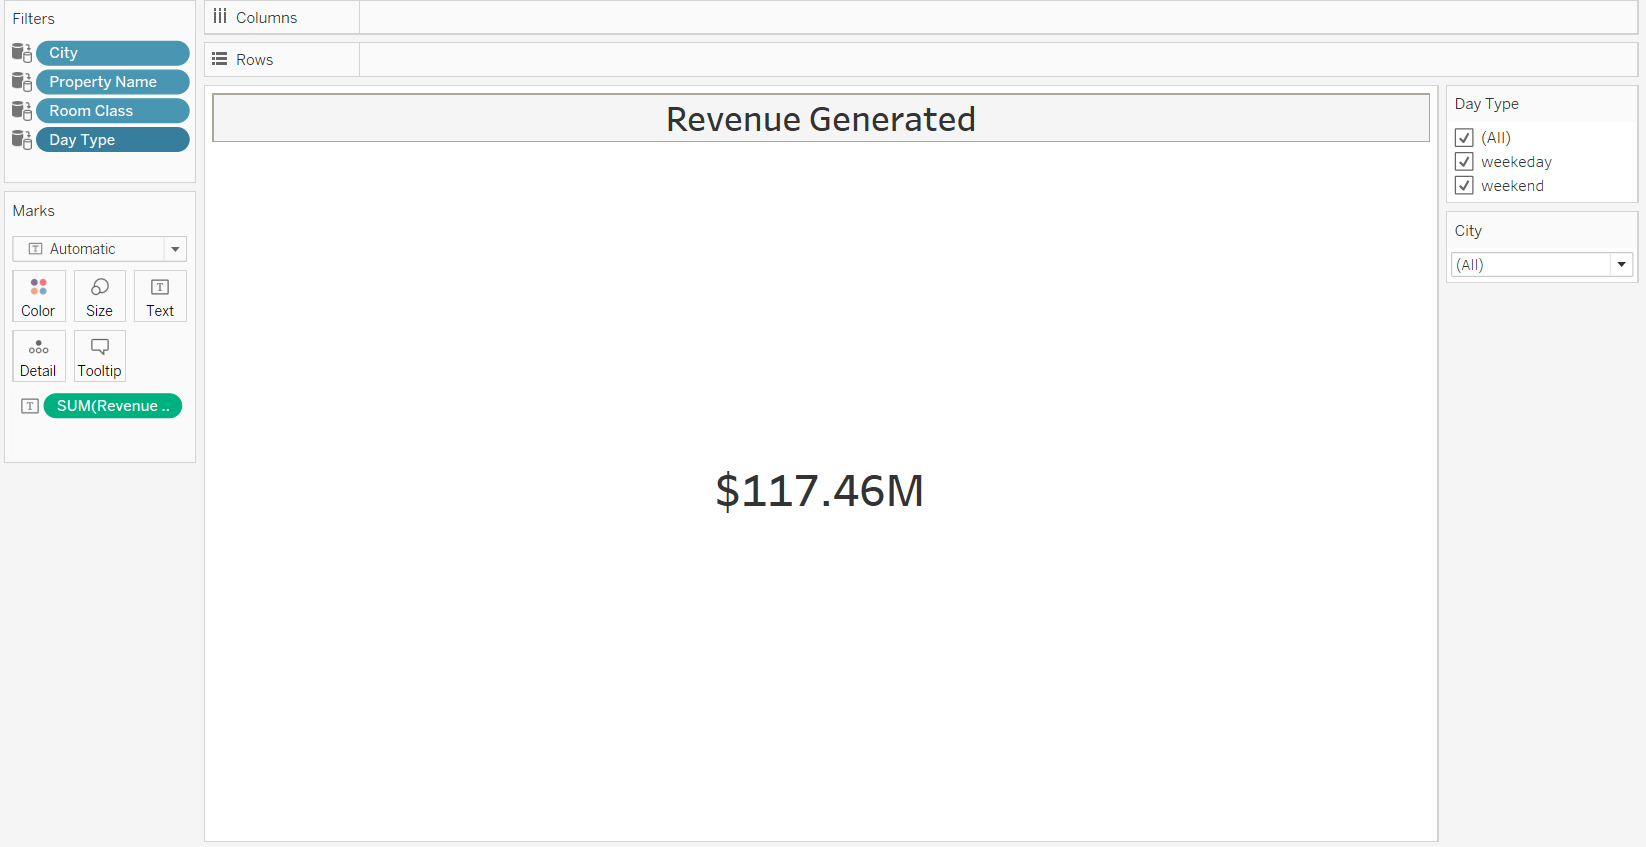 Filters
City
Property Name
Room Class
Day Type
Marks
Automatic
Color
Size
Text
Detail
Tooltip
SUM(Revenue ..
Columns
Rows
Revenue Generated
$117.46M
Day Type
(All)
weekeday
weekend
City
(All)